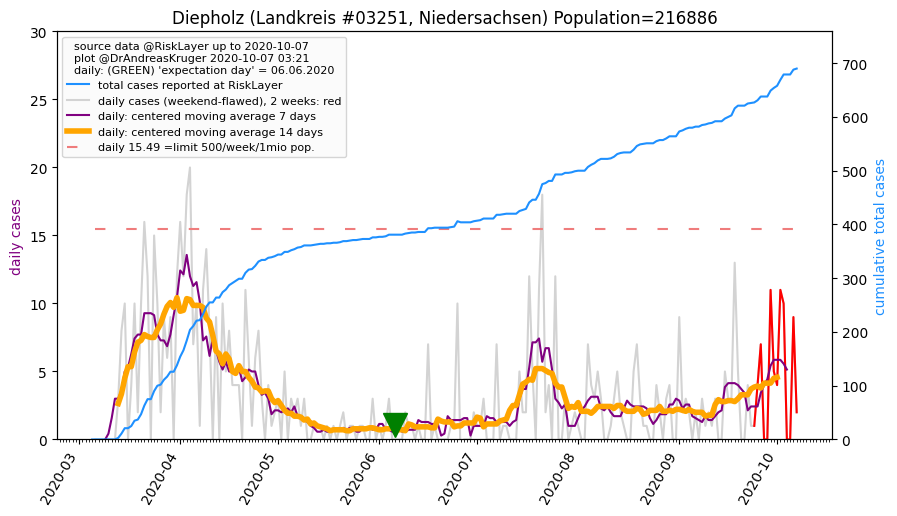 Diepholz (Landkreis #03251, Niedersachsen) Population=216886
source data @RiskLayer up to 2020-10-07
plot @DrAndreasKruger 2020-10-07 03:21
daily: (GREEN) 'expectation day' = 06.06.2020
total cases reported at RiskLayer
daily cases (weekend-flawed), 2 weeks: red
daily: centered moving average 7 days
daily: centered moving average 14 days
daily 15.49 =limit 500/week/1mio pop.
daily cases
30
25
20
15
10
5
0
cumulative total cases
700
600
500
400
300
200
100
0
2020-03
2020-04
2020-05
2020-06
2020-07
2020-08
2020-09
2020-10